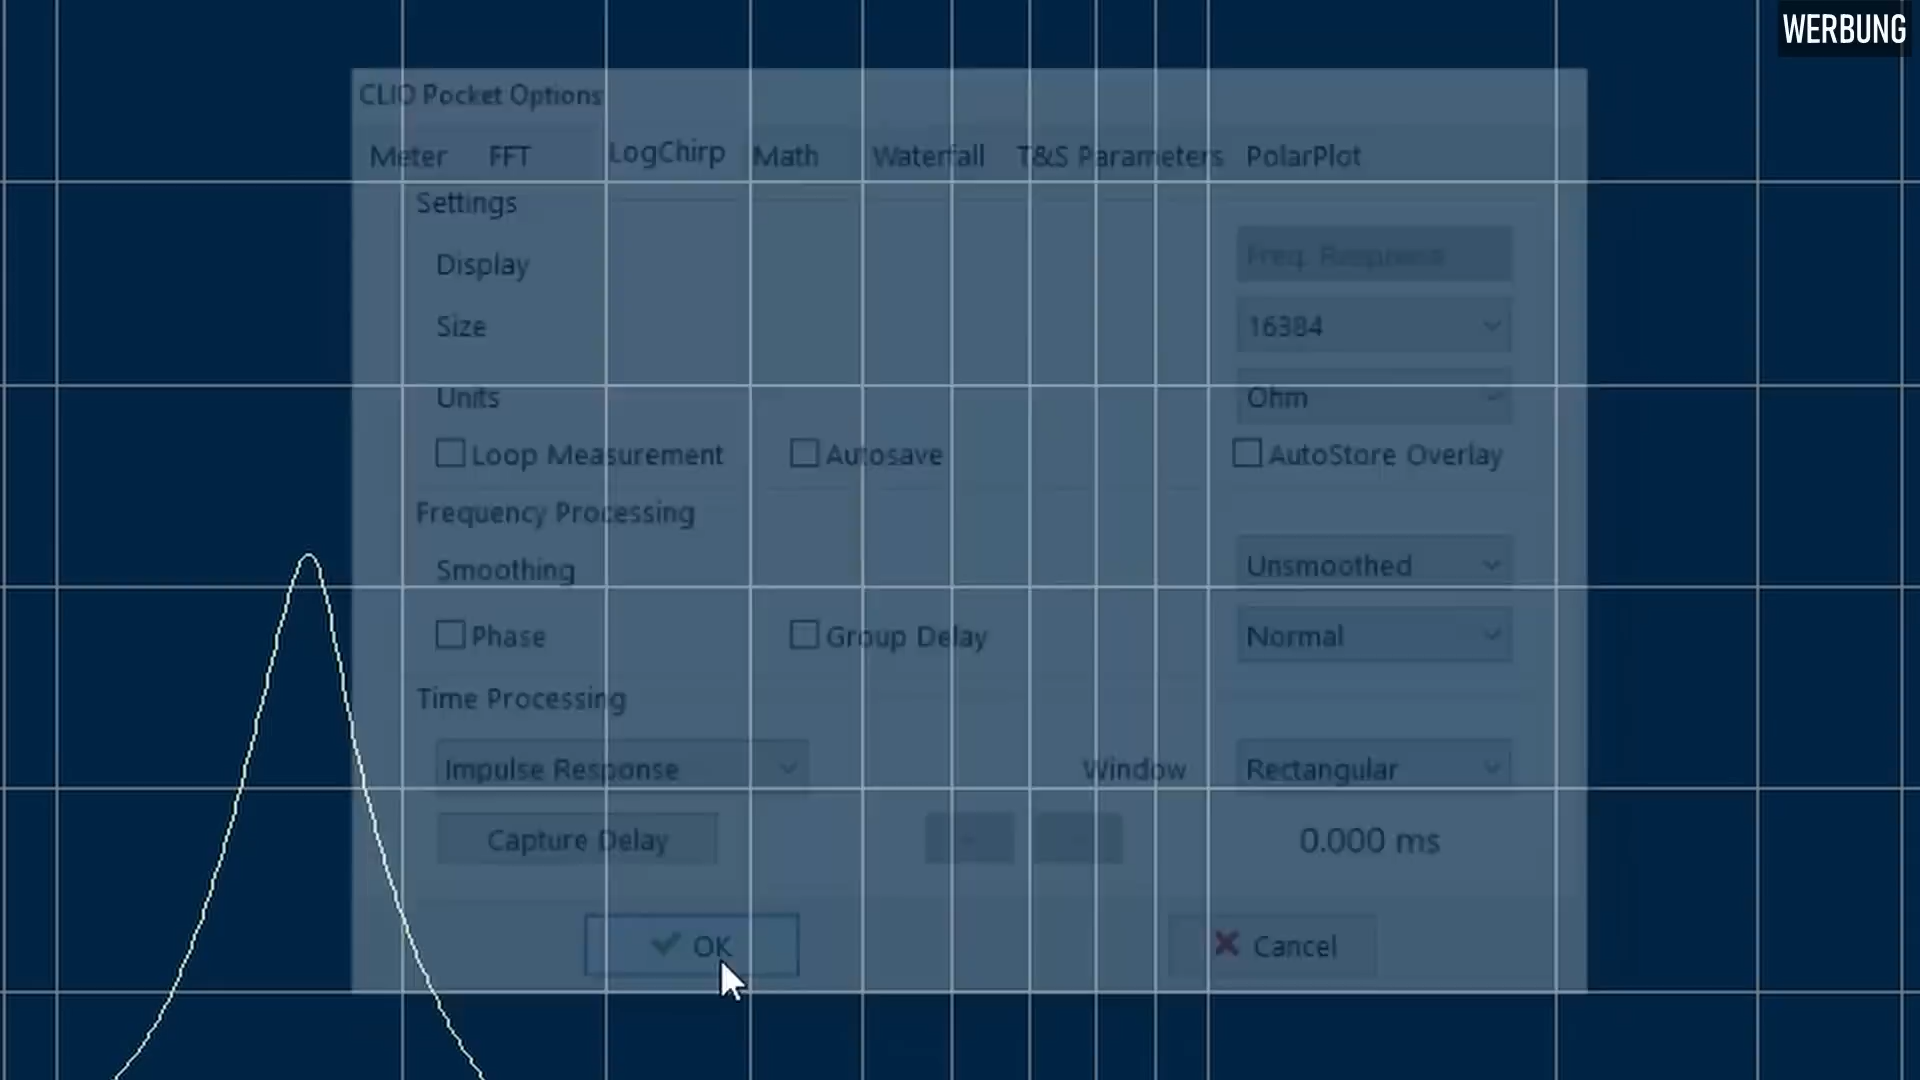 WERBUNG
CLIO Pocket Options
Meter FFT LogChirp Math Waterfall T&S Parameters PolarPlot
Settings
Display Freq. Response
Size 16384
Units Ohm
Loop Measurement Autosave AutoStore Overlay
Frequency Processing
Smoothing Unsmoothed
Phase Group Delay Normal
Time Processing
Impulse Response Window Rectangular
Capture Delay 0.000 ms
OK Cancel